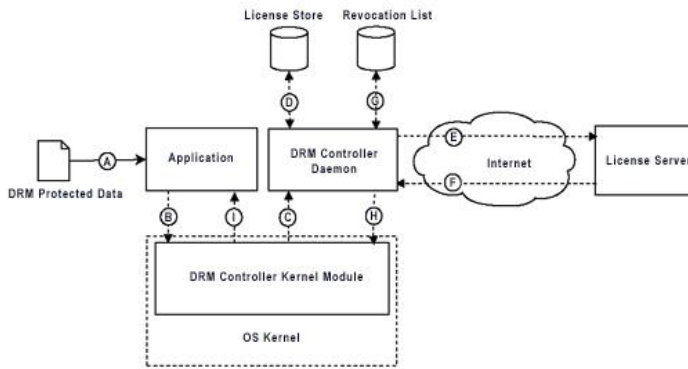 License Store
Revocation List
D
G
E
A
Application
DRM Controller
Daemon
Internet
License Server
F
DRM Protected Data
B
I
C
H
DRM Controller Kernel Module
OS Kernel